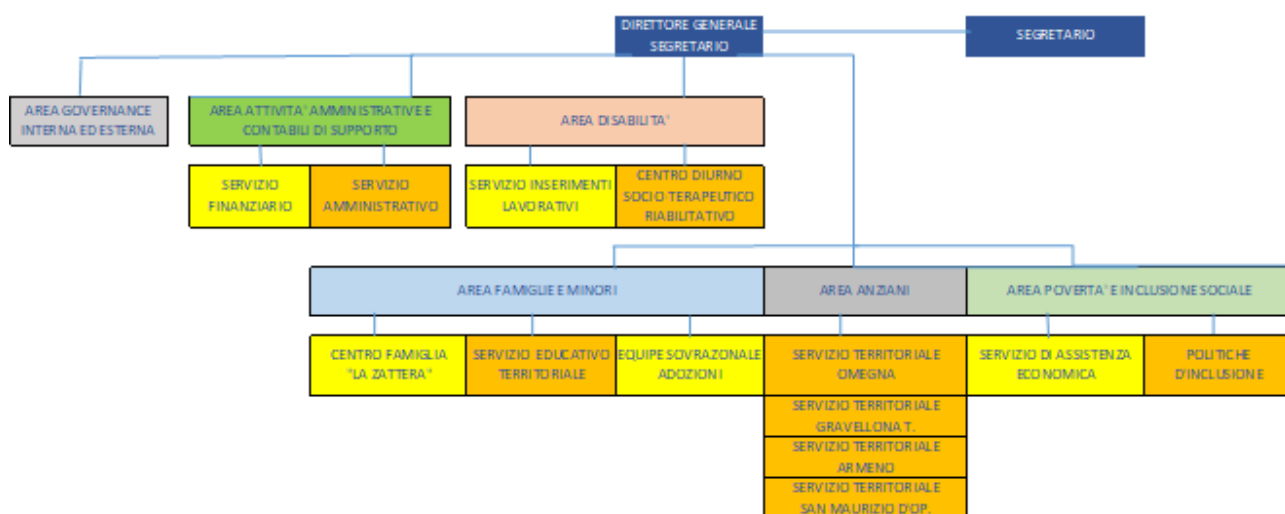 DIRETTORE GENERALE
SEGRETARIO
SEGRETARIO
AREA GOVERNANCE
INTERNA ED ESTERNA
AREA ATTIVITA' AMMINISTRATIVE E
CONTABILI DI SUPPORTO
AREA DISABILITA'
SERVIZIO
FINANZIARIO
SERVIZIO
AMMINISTRATIVO
SERVIZIO INSERIMENTI
LAVORATIVI
CENTRO DIURNO
SOCIO-TERAPEUTICO
RIABILITATIVO
AREA FAMIGLIE E MINORI
AREA ANZIANI
AREA POVERTA' E INCLUSIONE SOCIALE
CENTRO FAMIGLIA
"LA ZATTERA"
SERVIZIO EDUCATIVO
TERRITORIALE
EQUIPE SOVRAZONALE
ADOZIONI
SERVIZIO TERRITORIALE
OMEGNA
SERVIZIO DI ASSISTENZA
ECONOMICA
POLITICHE
D'INCLUSIONE
SERVIZIO TERRITORIALE
GRAVELLONA T.
SERVIZIO TERRITORIALE
ARMENO
SERVIZIO TERRITORIALE
SAN MAURIZIO D'OP.